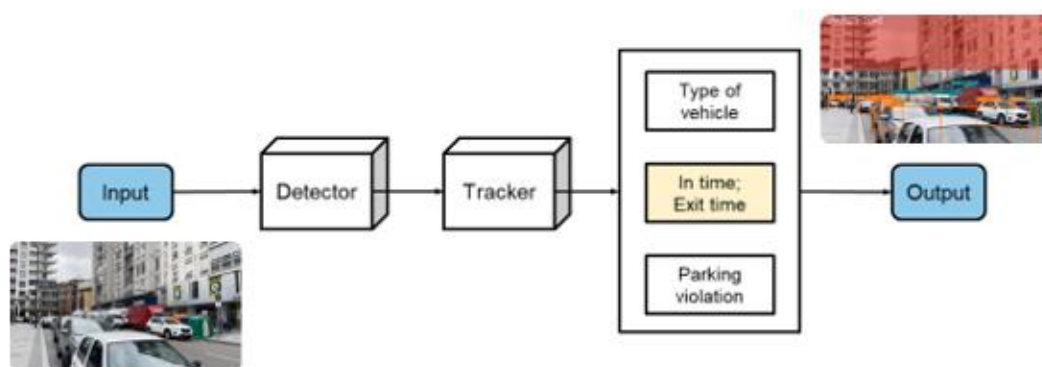 Type of
vehicle
Input
Detector
Tracker
In time;
Exit time
Output
Parking
violation